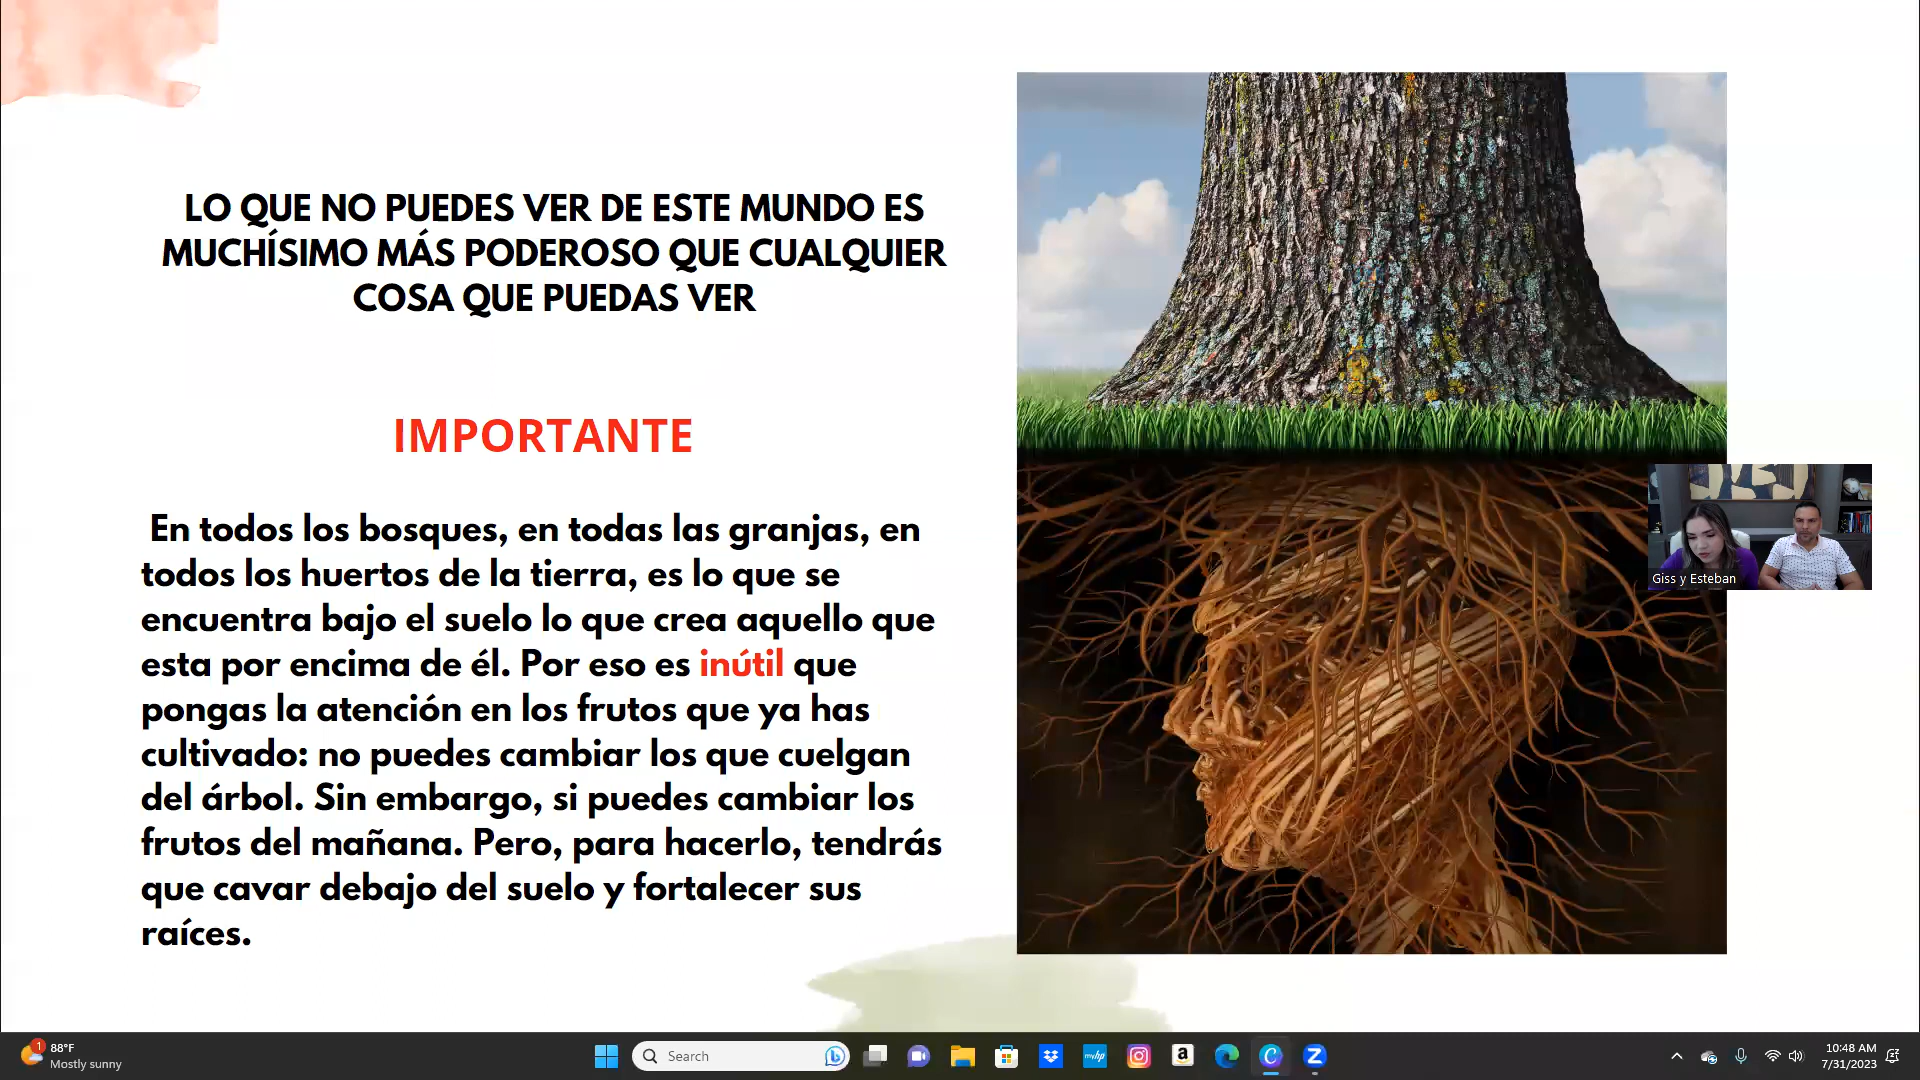 LO QUE NO PUEDES VER DE ESTE MUNDO ES
MUCHÍSIMO MÁS PODEROSO QUE CUALQUIER
COSA QUE PUEDAS VER
IMPORTANTE
En todos los bosques, en todas las granjas, en
todos los huertos de la tierra, es lo que se
encuentra bajo el suelo lo que crea aquello que
esta por encima de él. Por eso es inútil que
pongas la atención en los frutos que ya has
cultivado: no puedes cambiar los que cuelgan
del árbol. Sin embargo, si puedes cambiar los
frutos del mañana. Pero, para hacerlo, tendrás
que cavar debajo del suelo y fortalecer sus
raíces.
Giss y Esteban
1
88°F
Mostly sunny
Search
myhp
a
C
Z
10:48 AM
7/31/2023